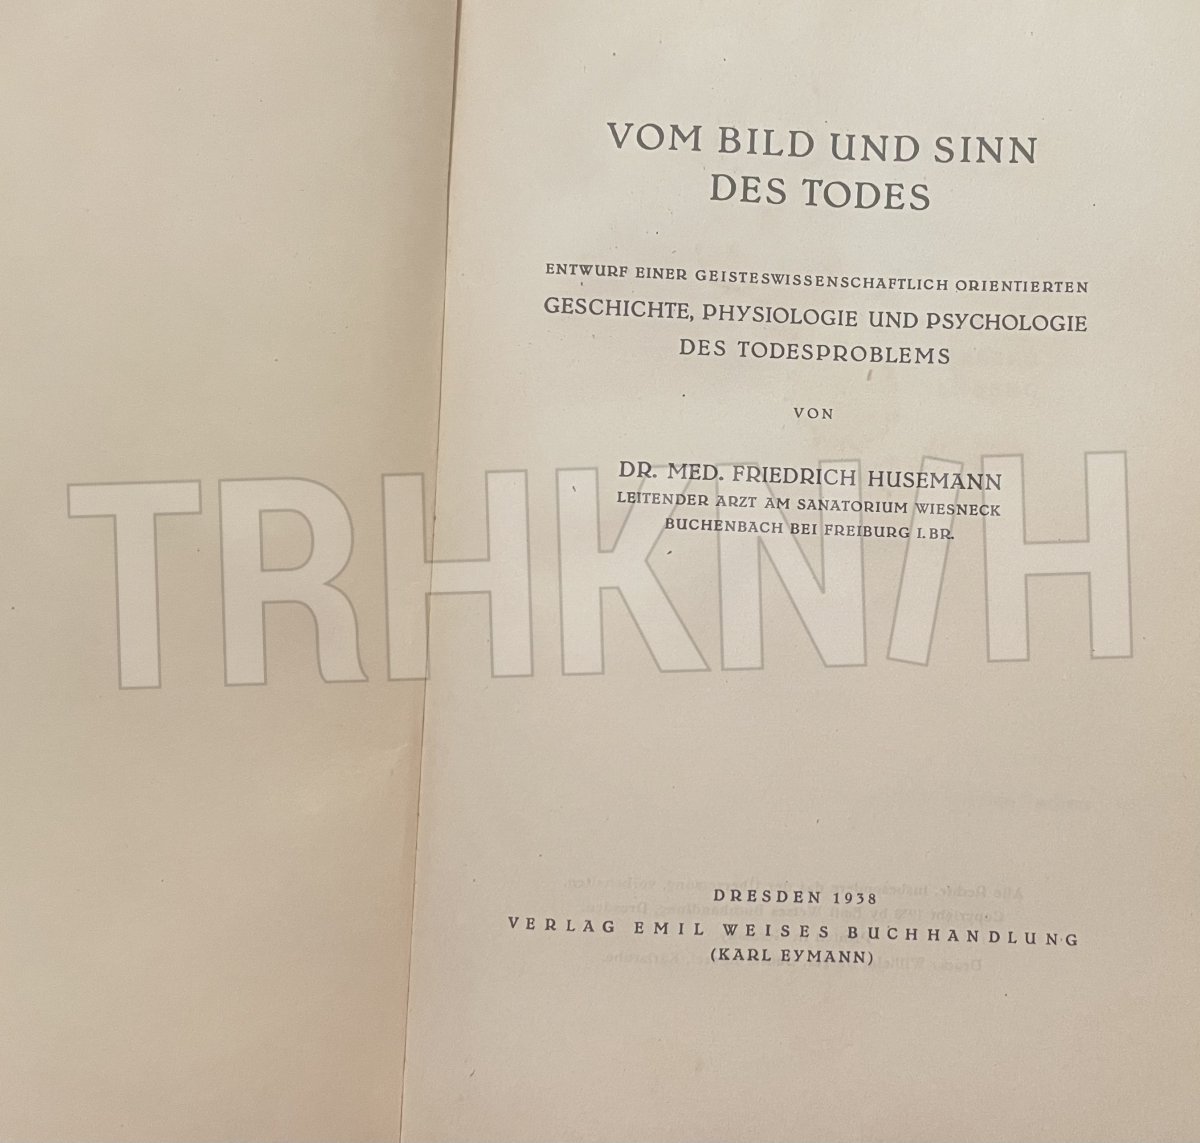 VOM BILD UND SINN
DES TODES
ENTWURF EINER GEISTESWISSENSCHAFTLICH ORIENTIERTEN
GESCHICHTE, PHYSIOLOGIE UND PSYCHOLOGIE
DES TODESPROBLEMS
VON
DR. MED. FRIEDRICH HUSEMANN
LEITENDER ARZT AM SANATORIUM WIESNECK
BUCHENBACH BEI FREIBURG I. BR.
TRHKN/H
DRESDEN 1938
VERLAG EMIL WEISES BUCHHANDLUNG
(KARL EYMANN)